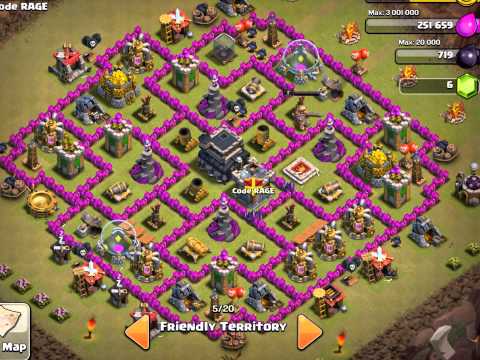 Code RAGE
Max: 3 001 000
251 659
Max: 20 000
719
6
Code RAGE
5/20
Friendly Territory
Map